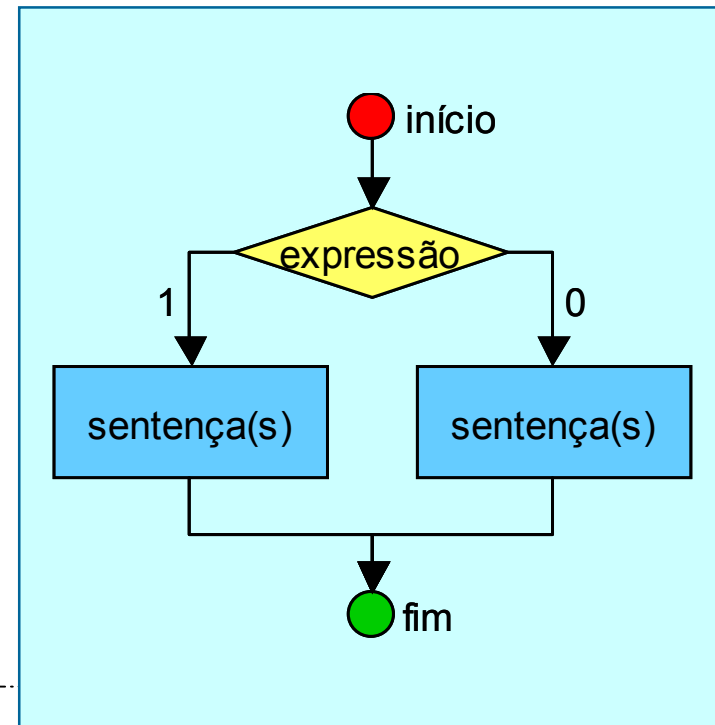 início
expressão
1
0
sentença(s)
sentença(s)
fim